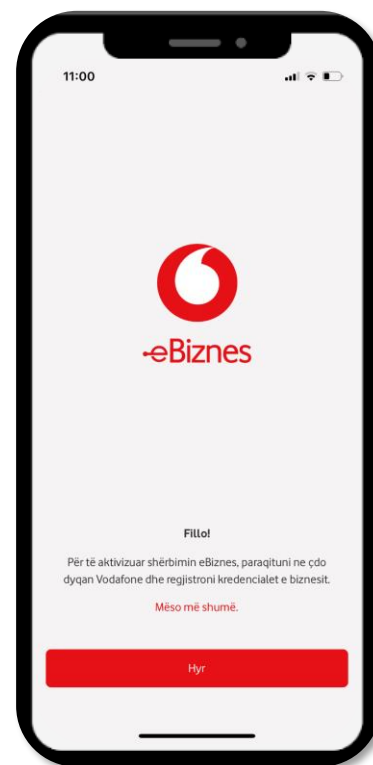 11:00
eBiznes
Fillo!
Për të aktivizuar shërbimin eBiznes, paraqituni ne çdo
dyqan Vodafone dhe regjistroni kredencialet e biznesit.
Mëso më shumë.
Hyr